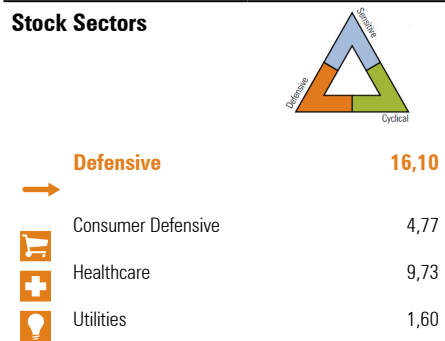 Stock Sectors
Sensitive
Defensive
Cyclical
Defensive 16,10
Consumer Defensive 4,77
Healthcare 9,73
Utilities 1,60